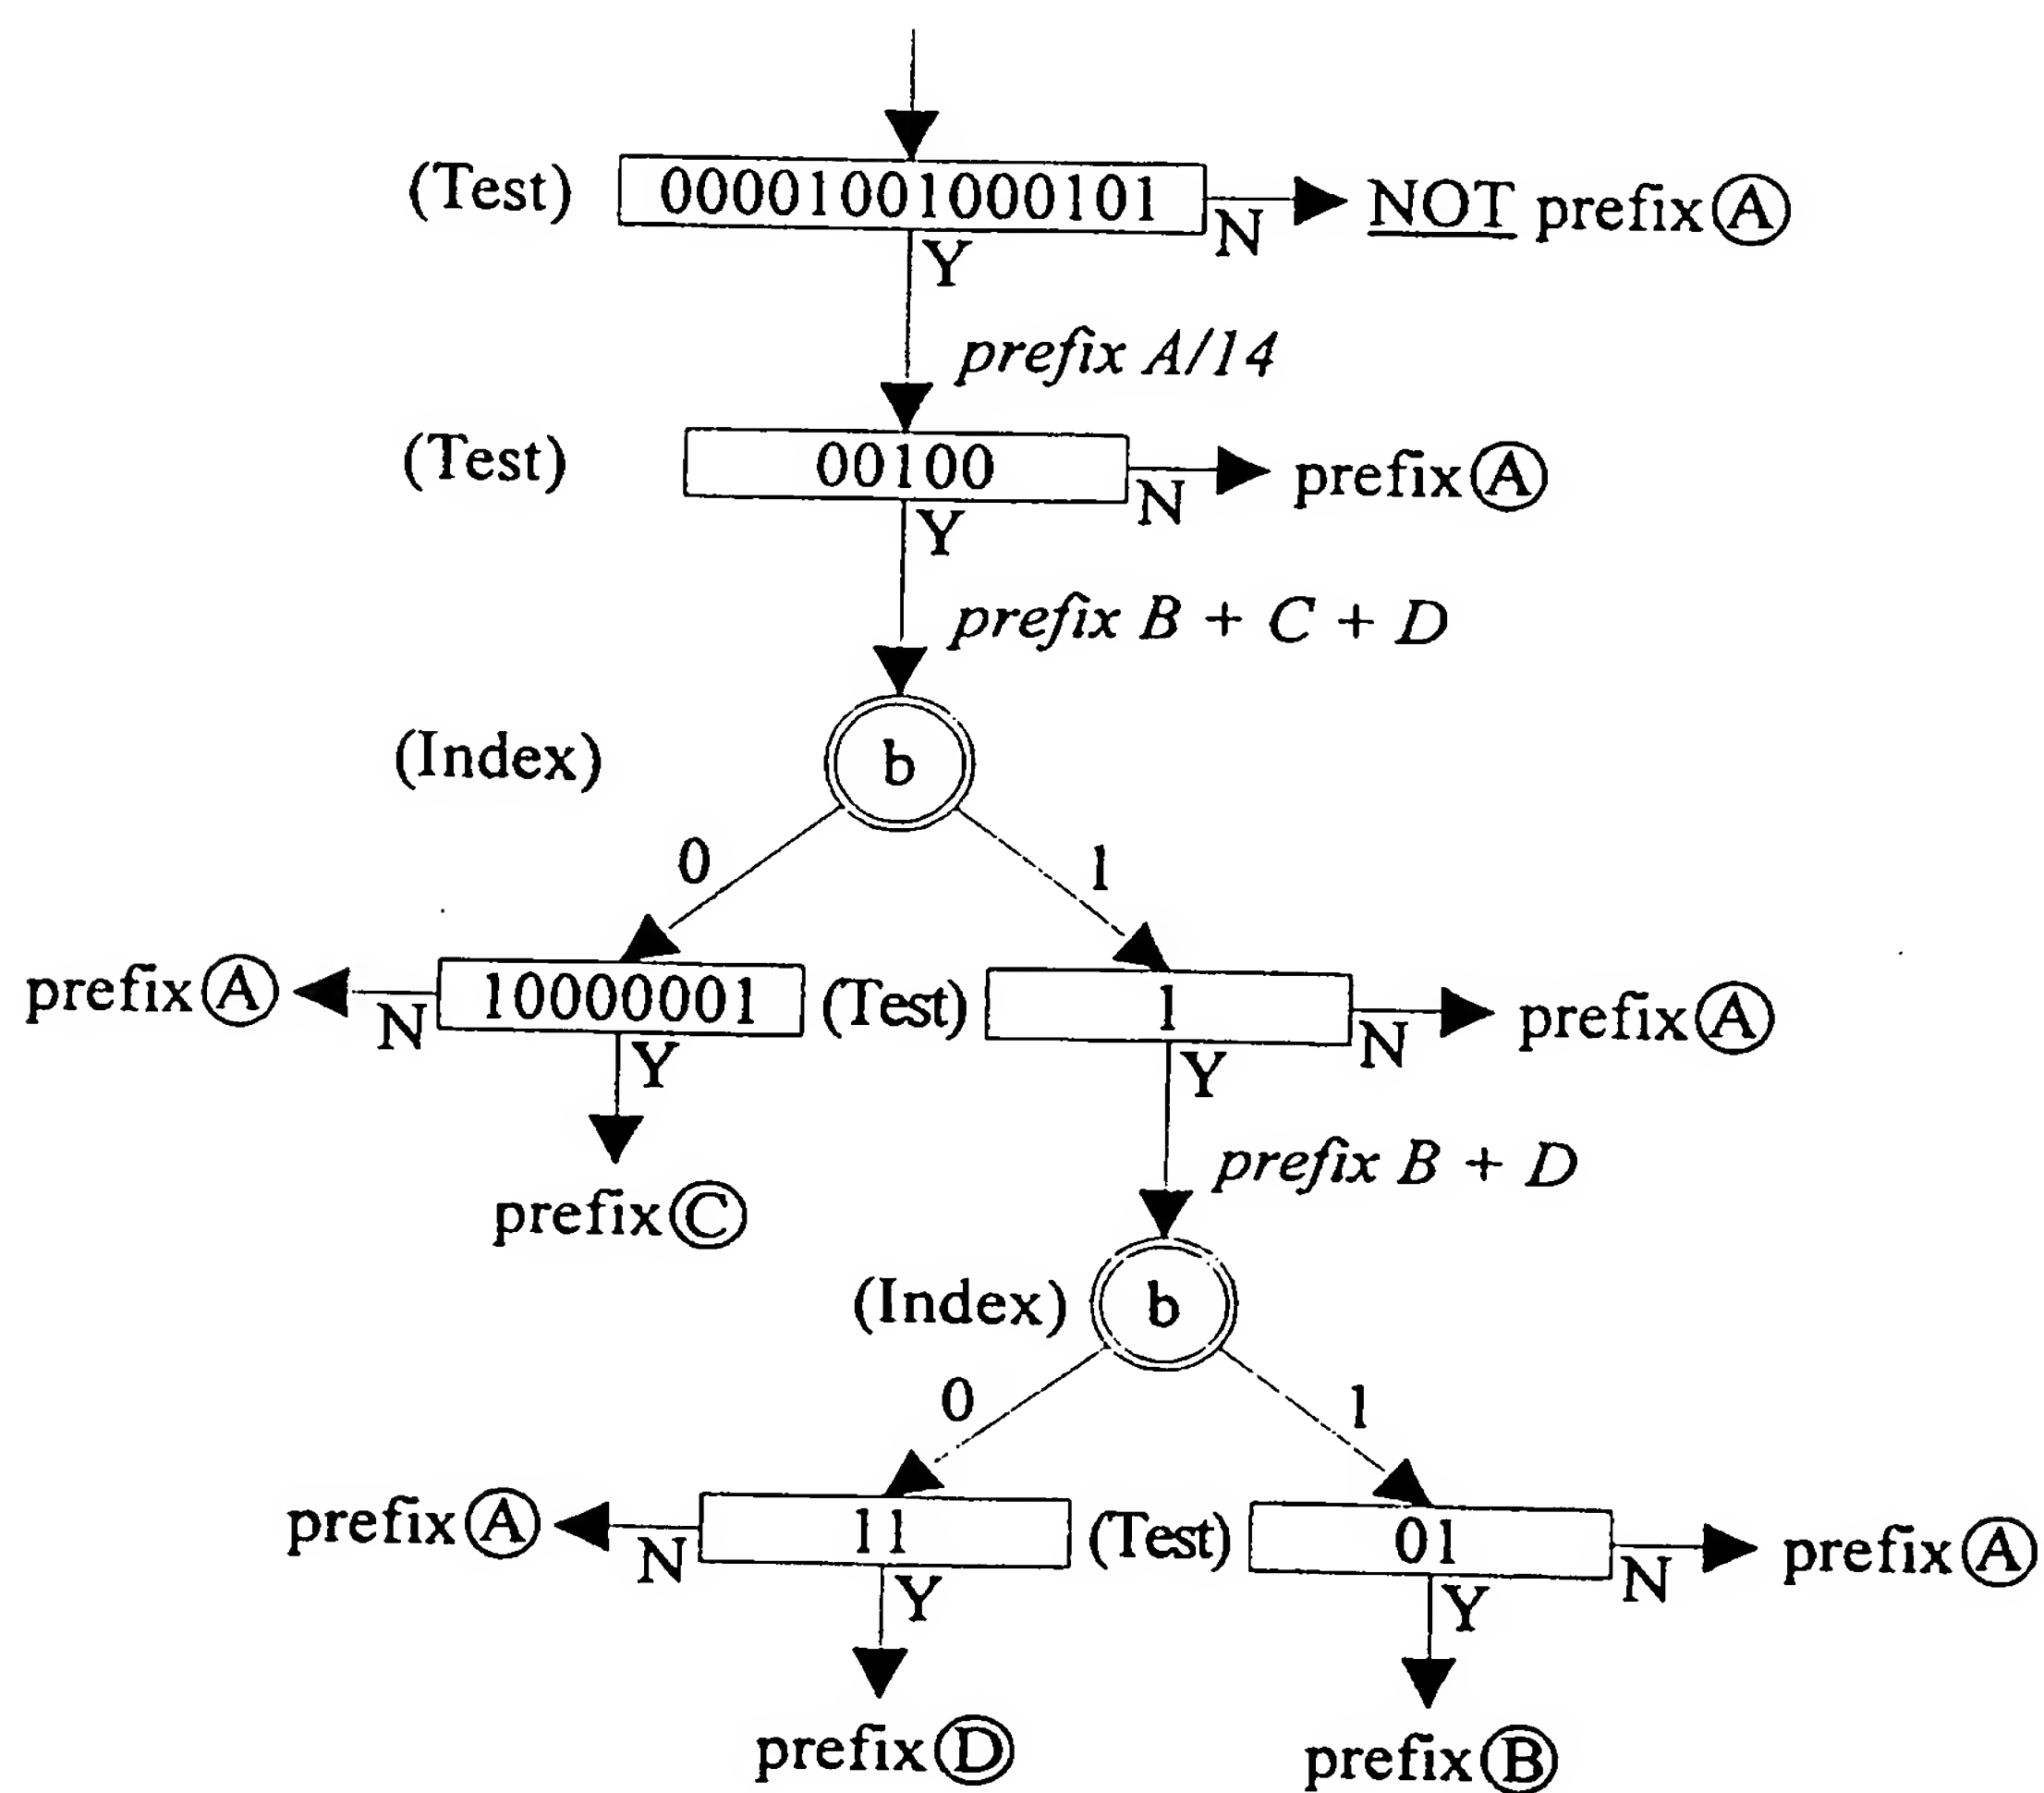 (Test) 00001001000101 N NOT prefix A
Y
prefix A/14
(Test) 00100 N prefix A
Y
prefix B + C + D
(Index) b
0 1
prefix A N 10000001 (Test) 1 N prefix A
Y Y
prefix B + D
prefix C
(Index) b
0 1
prefix A N 11 (Test) 01 N prefix A
Y Y
prefix D prefix B